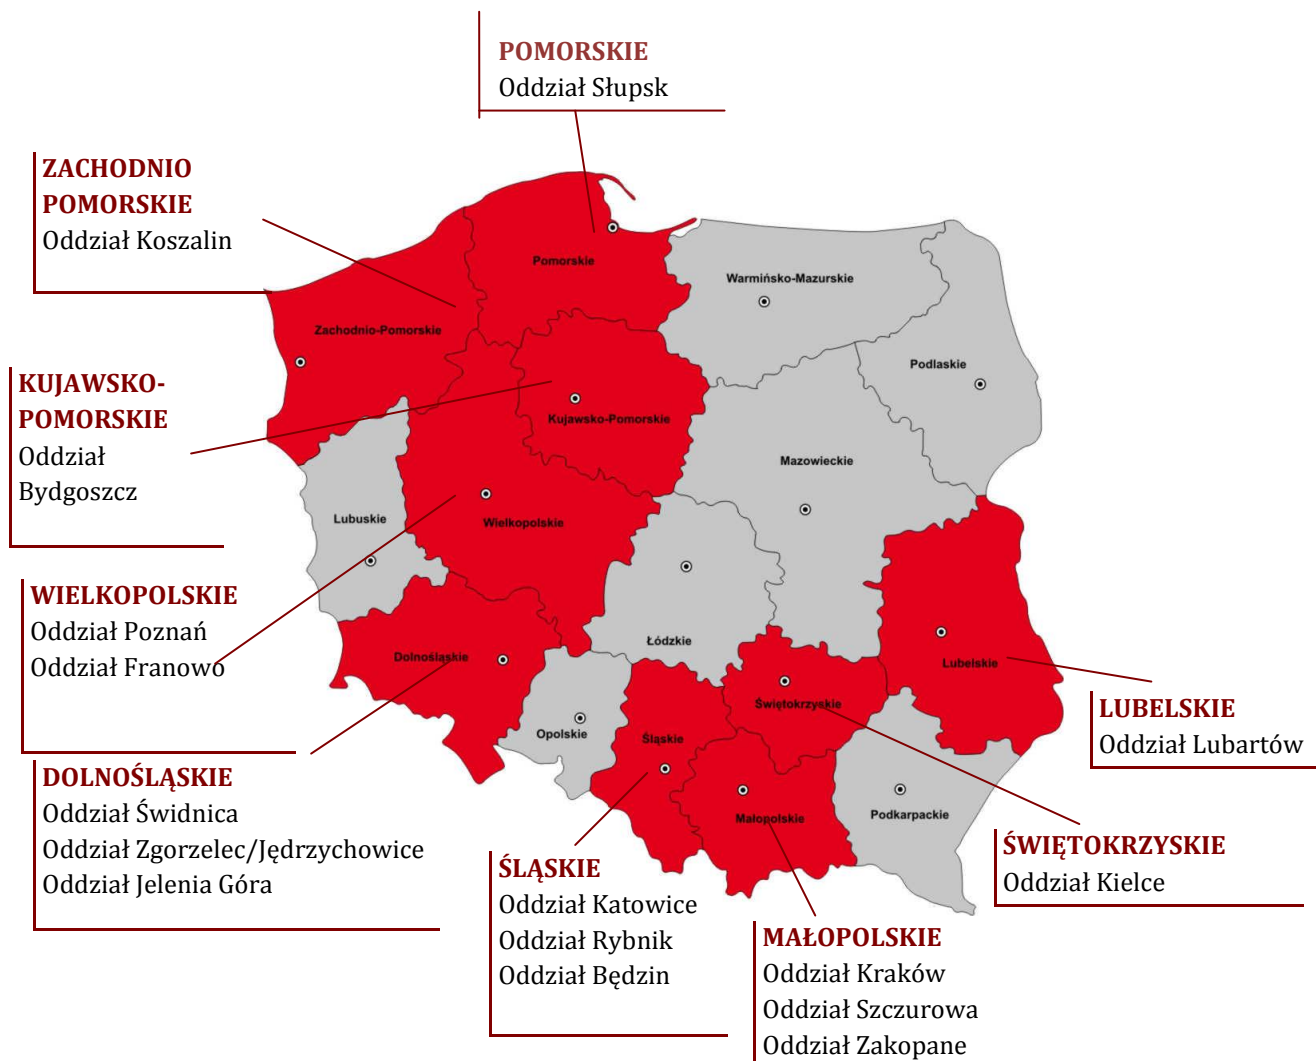 POMORSKIE
Oddział Słupsk
ZACHODNIO
POMORSKIE
Oddział Koszalin
KUJAWSKO-
POMORSKIE
Oddział
Bydgoszcz
WIELKOPOLSKIE
Oddział Poznań
Oddział Franowo
DOLNOŚLĄSKIE
Oddział Świdnica
Oddział Zgorzelec/Jędrzychowice
Oddział Jelenia Góra
ŚLĄSKIE
Oddział Katowice
Oddział Rybnik
Oddział Będzin
MAŁOPOLSKIE
Oddział Kraków
Oddział Szczurowa
Oddział Zakopane
ŚWIĘTOKRZYSKIE
Oddział Kielce
LUBELSKIE
Oddział Lubartów
Pomorskie
Warmińsko-Mazurskie
Zachodnio-Pomorskie
Podlaskie
Kujawsko-Pomorskie
Mazowieckie
Lubuskie
Wielkopolskie
Łódzkie
Dolnośląskie
Lubelskie
Świętokrzyskie
Opolskie
Śląskie
Małopolskie
Podkarpackie